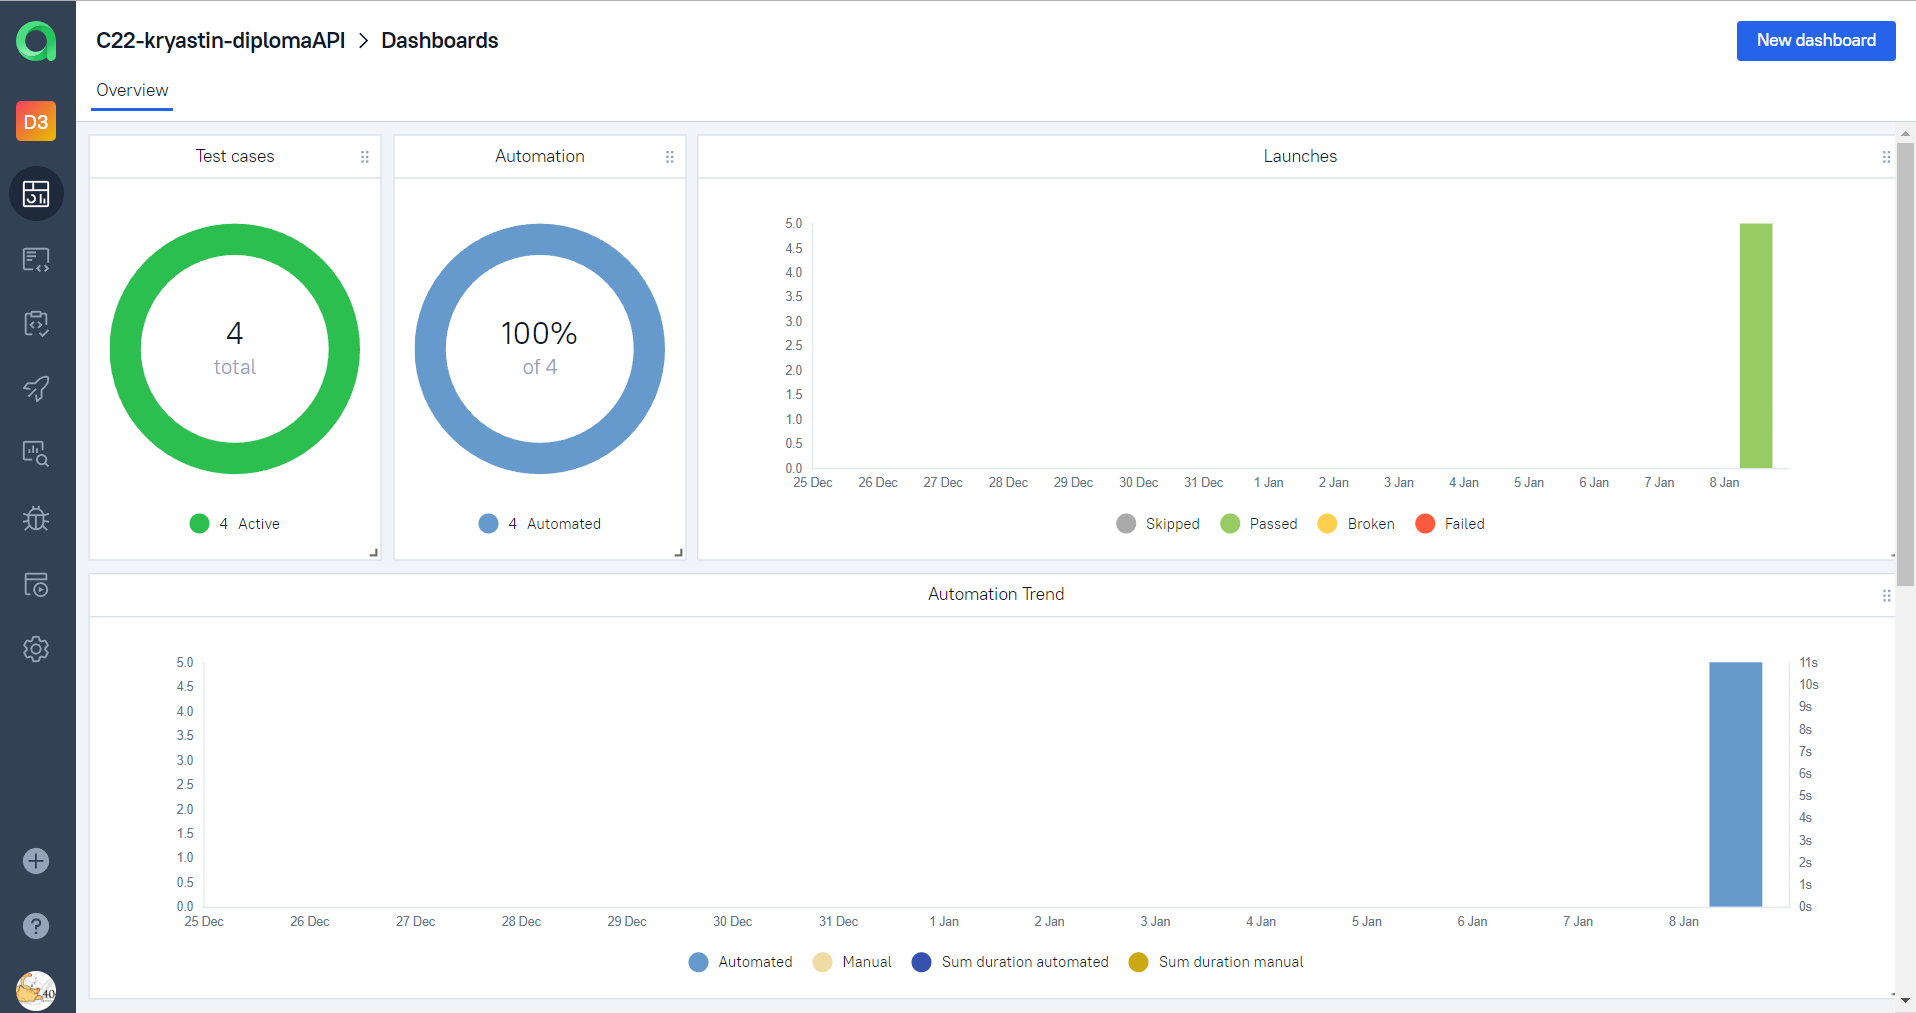 C22-kryastin-diplomaAPI > Dashboards
New dashboard
Overview
D3
Test cases
4
total
4 Active
Automation
100%
of 4
4 Automated
Launches
5.0
4.5
4.0
3.5
3.0
2.5
2.0
1.5
1.0
0.5
0.0
25 Dec 26 Dec 27 Dec 28 Dec 29 Dec 30 Dec 31 Dec 1 Jan 2 Jan 3 Jan 4 Jan 5 Jan 6 Jan 7 Jan 8 Jan
Skipped Passed Broken Failed
Automation Trend
5.0
4.5
4.0
3.5
3.0
2.5
2.0
1.5
1.0
0.5
0.0
11s
10s
9s
8s
7s
6s
5s
4s
3s
2s
1s
0s
25 Dec 26 Dec 27 Dec 28 Dec 29 Dec 30 Dec 31 Dec 1 Jan 2 Jan 3 Jan 4 Jan 5 Jan 6 Jan 7 Jan 8 Jan
Automated Manual Sum duration automated Sum duration manual
40